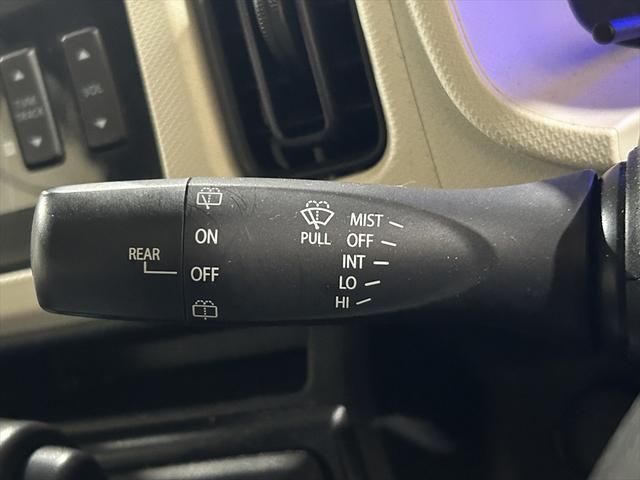 TUNE
TRACK
VOL
REAR
ON
OFF
PULL
MIST
OFF
INT
LO
HI